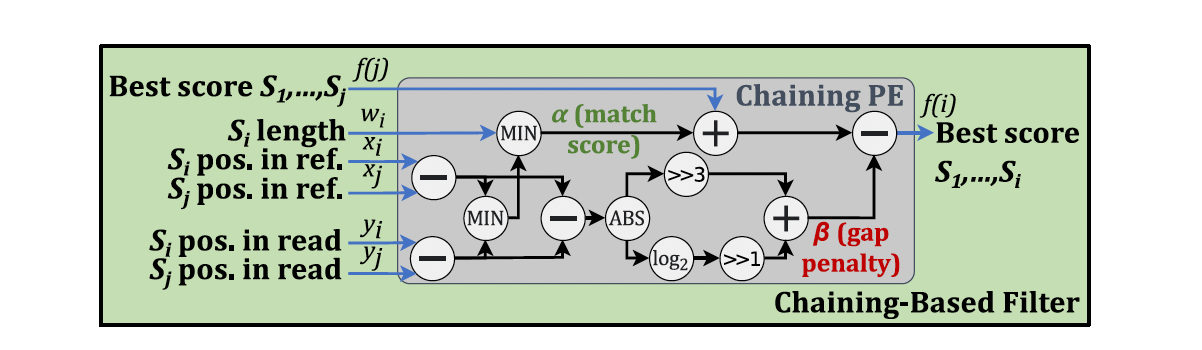 Best score S1,...,Sj
f(j)
Chaining PE
f(i)
Si length
wi
MIN
α (match
score)
+
−
Best score
S1,...,Si
Si pos. in ref.
xi
Sj pos. in ref.
xj
−
>>3
MIN
−
ABS
+
Si pos. in read
yi
Sj pos. in read
yj
−
log2
>>1
β (gap
penalty)
Chaining-Based Filter